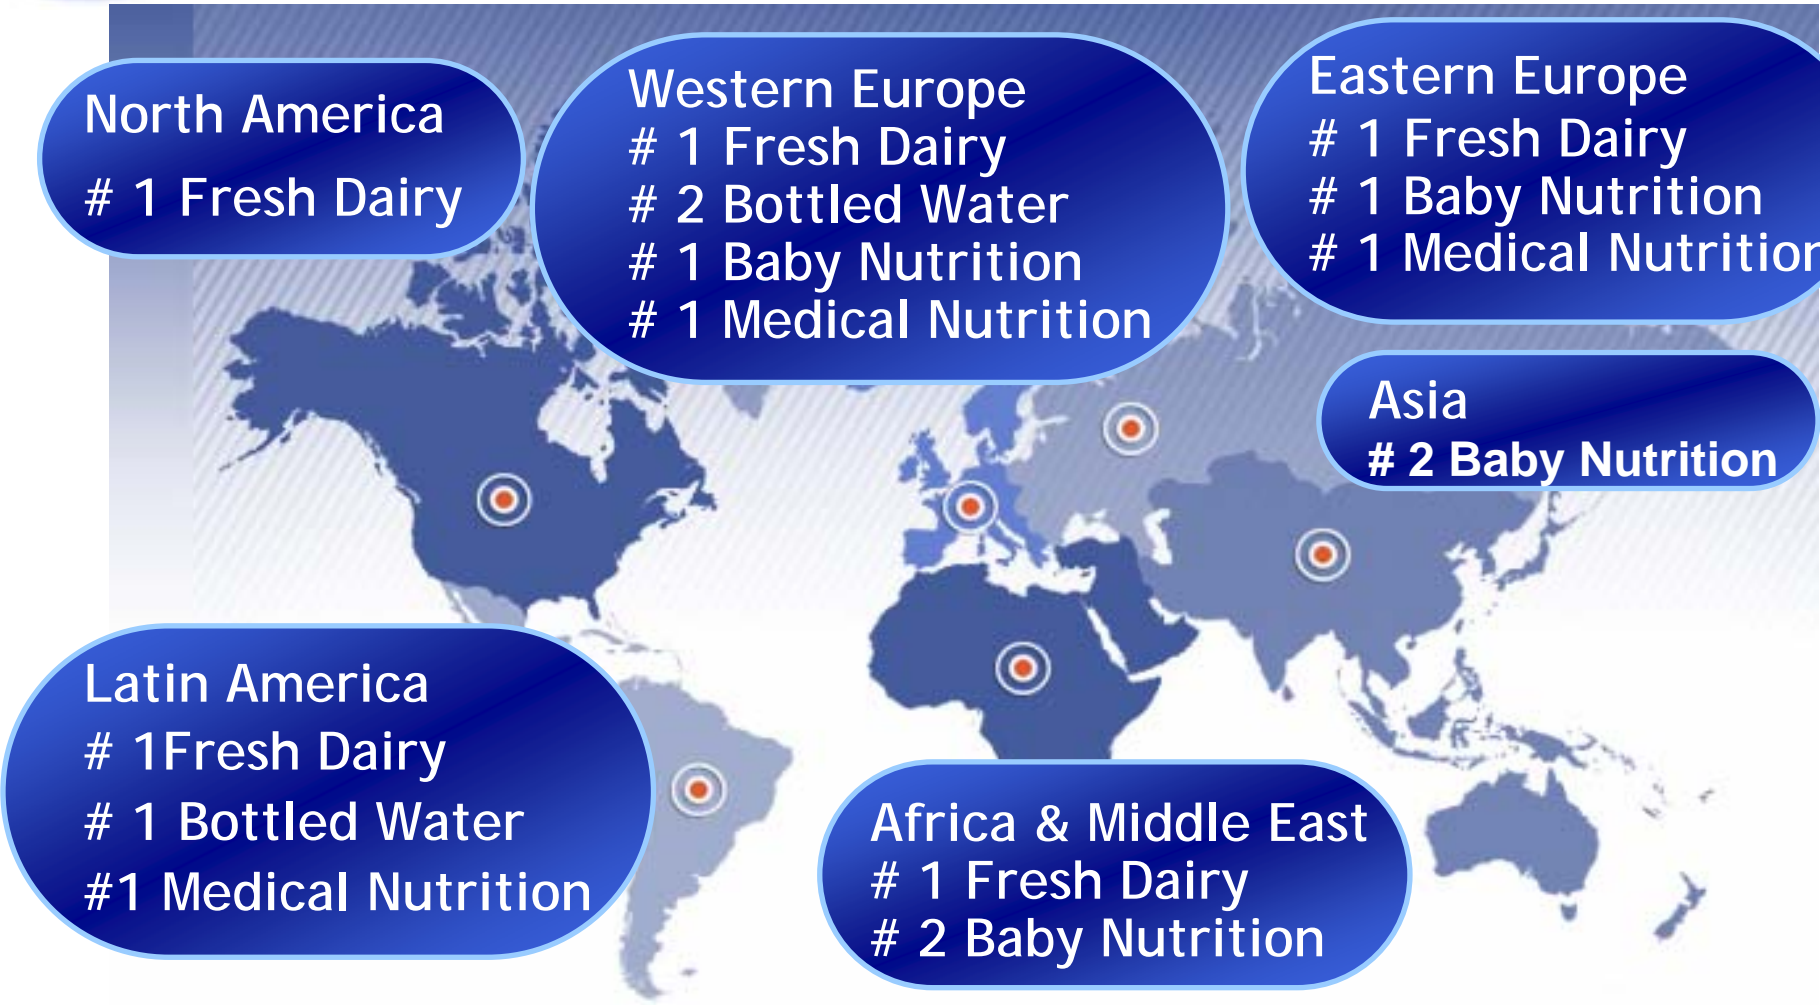 North America
# 1 Fresh Dairy
Western Europe
# 1 Fresh Dairy
# 2 Bottled Water
# 1 Baby Nutrition
# 1 Medical Nutrition
Eastern Europe
# 1 Fresh Dairy
# 1 Baby Nutrition
# 1 Medical Nutrition
Asia
# 2 Baby Nutrition
Latin America
# 1Fresh Dairy
# 1 Bottled Water
#1 Medical Nutrition
Africa & Middle East
# 1 Fresh Dairy
# 2 Baby Nutrition